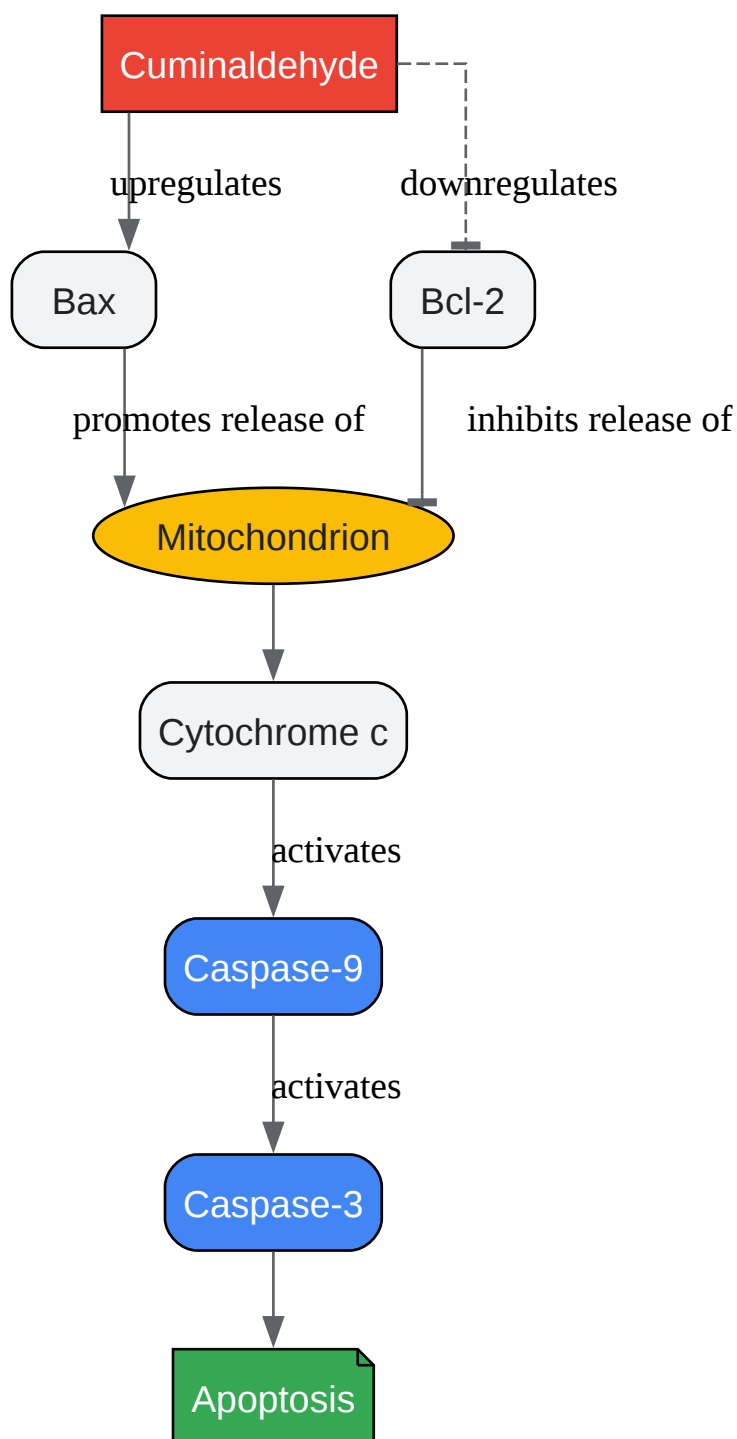 Cuminaldehyde
upregulates
downregulates
Bax
Bcl-2
promotes release of
inhibits release of
Mitochondrion
Cytochrome c
activates
Caspase-9
activates
Caspase-3
Apoptosis